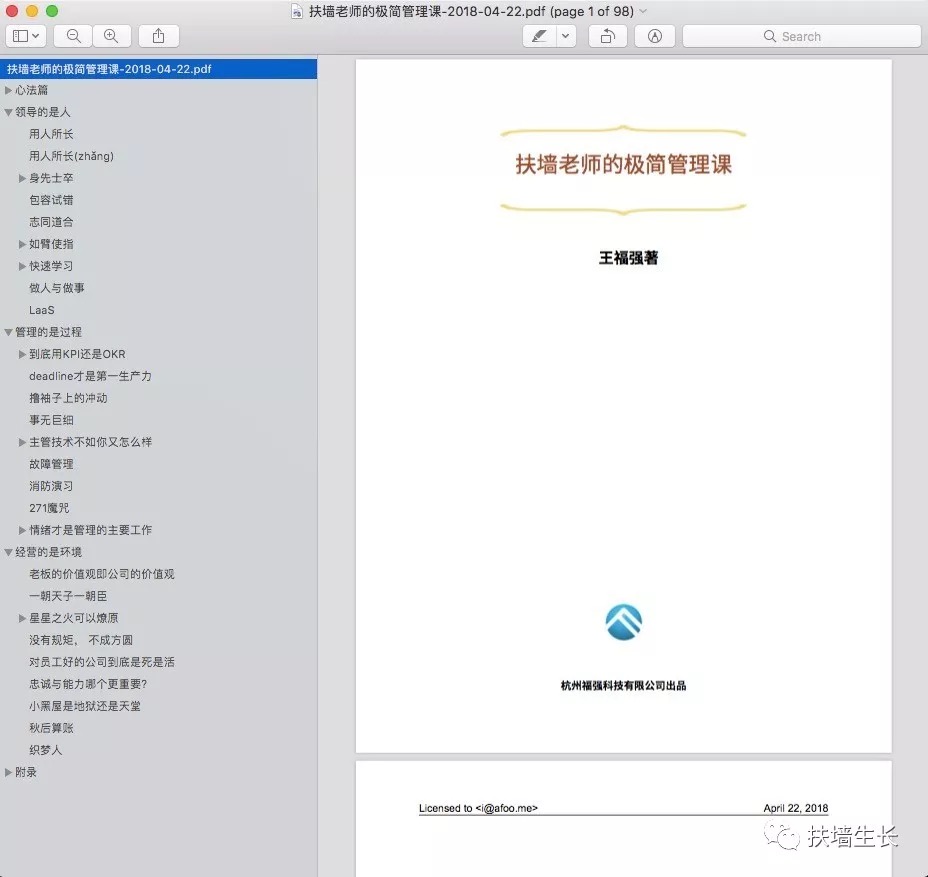 扶墙老师的极简管理课-2018-04-22.pdf (page 1 of 98)
Search
扶墙老师的极简管理课-2018-04-22.pdf
心法篇
领导的是人
用人所长
用人所长(zhǎng)
身先士卒
包容试错
志同道合
如臂使指
快速学习
做人与做事
LaaS
管理的是过程
到底用KPI还是OKR
deadline才是第一生产力
撸袖子上的冲动
事无巨细
主管技术不如你又怎么样
故障管理
消防演习
271魔咒
情绪才是管理的主要工作
经营的是环境
老板的价值观即公司的价值观
一朝天子一朝臣
星星之火可以燎原
没有规矩， 不成方圆
对员工好的公司到底是死是活
忠诚与能力哪个更重要?
小黑屋是地狱还是天堂
秋后算账
织梦人
附录
扶墙老师的极简管理课
王福强著
杭州福强科技有限公司出品
Licensed to <i@afoo.me>
April 22, 2018
扶墙生长